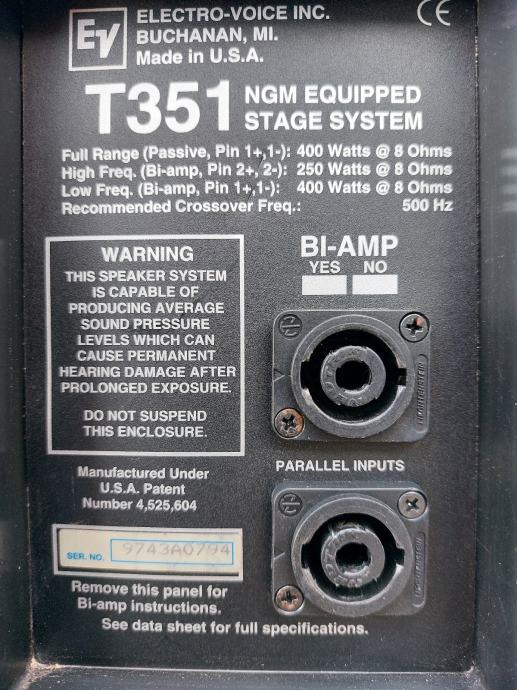 EV
ELECTRO-VOICE INC.
BUCHANAN, MI.
Made in U.S.A.
CE
T351 NGM EQUIPPED
STAGE SYSTEM
Full Range (Passive, Pin 1+,1-): 400 Watts @ 8 Ohms
High Freq. (Bi-amp, Pin 2+, 2-): 250 Watts @ 8 Ohms
Low Freq. (Bi-amp, Pin 1+,1-): 400 Watts @ 8 Ohms
Recommended Crossover Freq.: 500 Hz
WARNING
THIS SPEAKER SYSTEM
IS CAPABLE OF
PRODUCING AVERAGE
SOUND PRESSURE
LEVELS WHICH CAN
CAUSE PERMANENT
HEARING DAMAGE AFTER
PROLONGED EXPOSURE.
DO NOT SUSPEND
THIS ENCLOSURE.
BI-AMP
YES NO
PARALLEL INPUTS
Manufactured Under
U.S.A. Patent
Number 4,525,604
SER. NO. 9743A0794
Remove this panel for
Bi-amp instructions.
See data sheet for full specifications.